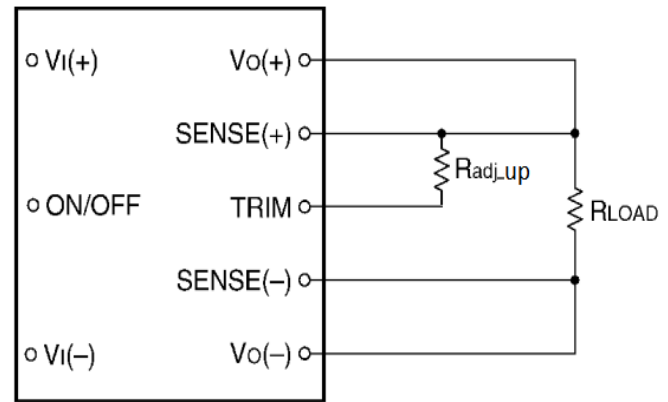 VI(+) VO(+)
SENSE(+)
Radj_up
ON/OFF TRIM RLOAD
SENSE(–)
VI(–) VO(–)